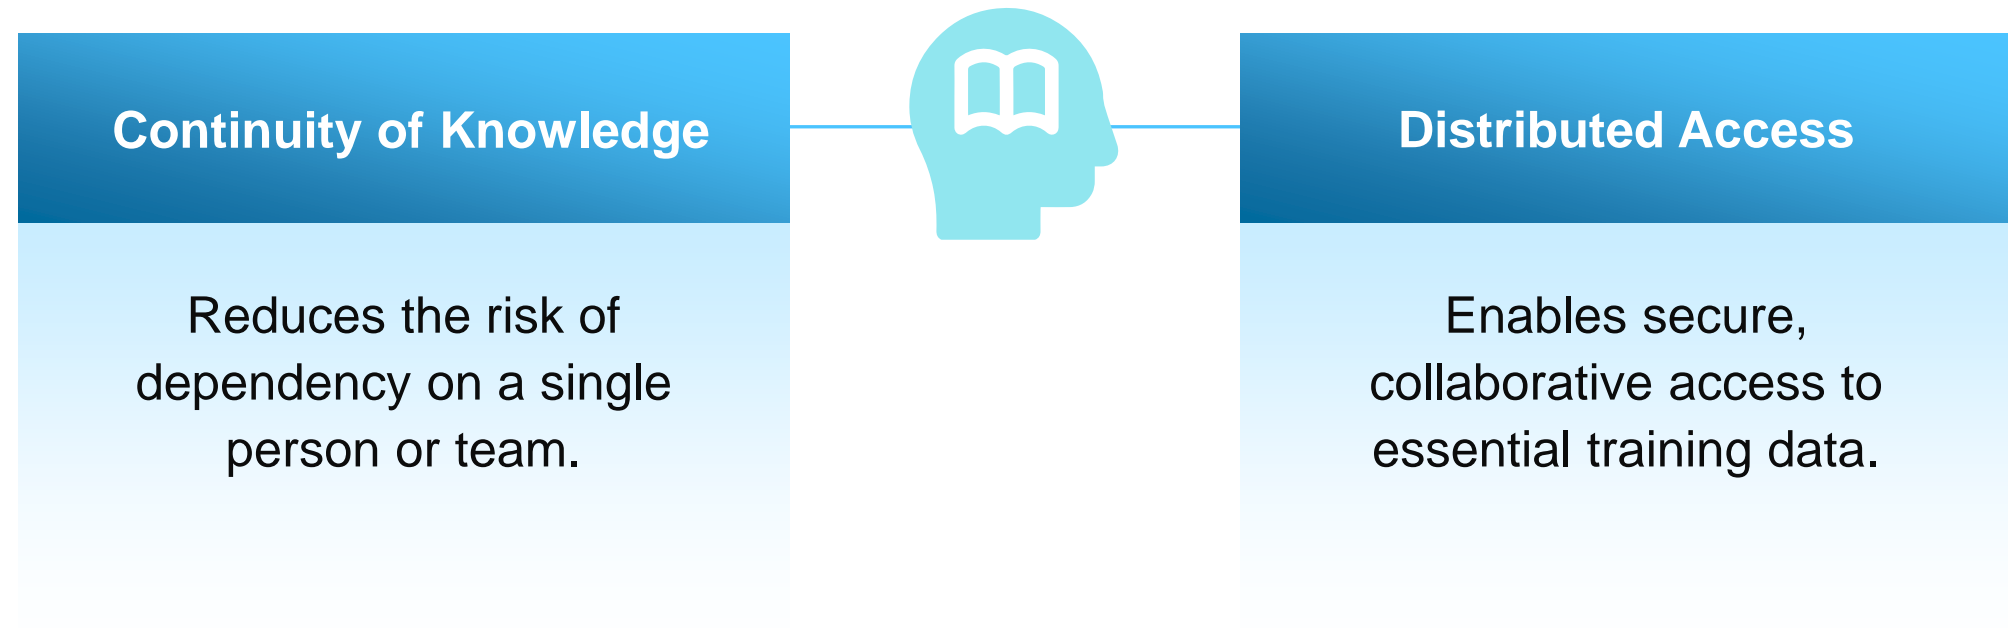 Continuity of Knowledge
Reduces the risk of
dependency on a single
person or team.
Distributed Access
Enables secure,
collaborative access to
essential training data.